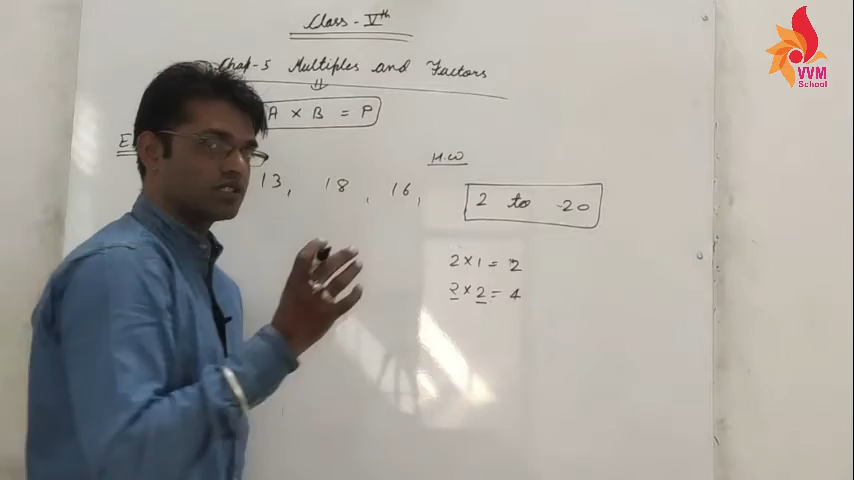 Class - Vth
Chap-5 Multiples and Factors
A × B = P
E
H.W
13, 18, 16,
2 to 20
2×1 = 2
2×2 = 4
VVM
School